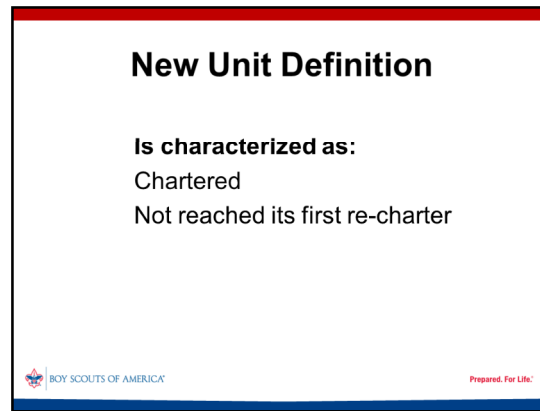 New Unit Definition
Is characterized as:
Chartered
Not reached its first re-charter
BOY SCOUTS OF AMERICA®
Prepared. For Life.™